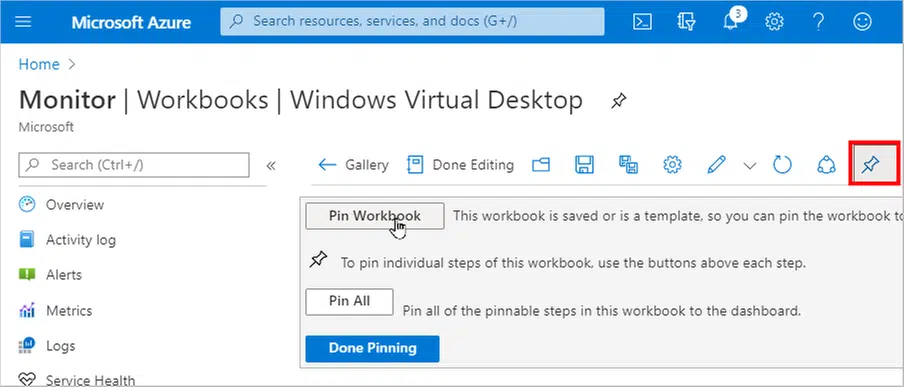 Microsoft Azure
Search resources, services, and docs (G+/)
3
Home
Monitor | Workbooks | Windows Virtual Desktop
Microsoft
Search (Ctrl+/)
«
Gallery
Done Editing
Overview
Activity log
Alerts
Metrics
Logs
Service Health
Pin Workbook
This workbook is saved or is a template, so you can pin the workbook to
To pin individual steps of this workbook, use the buttons above each step.
Pin All
Pin all of the pinnable steps in this workbook to the dashboard.
Done Pinning